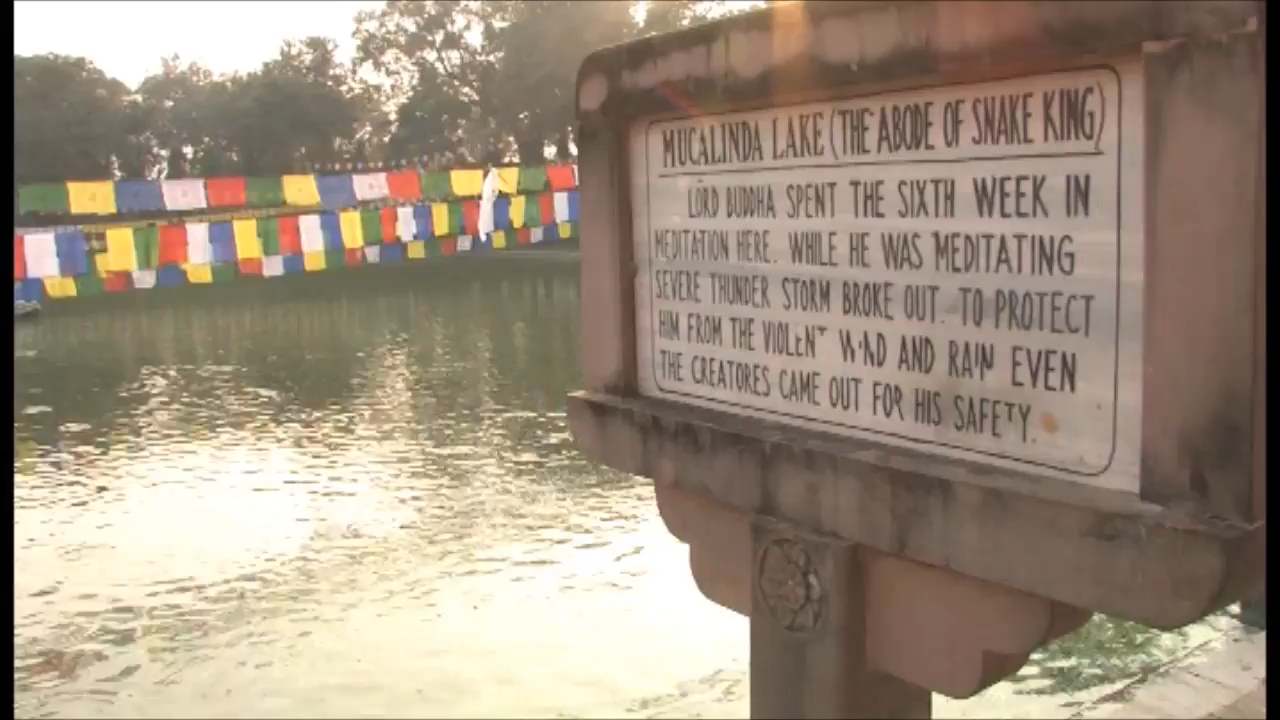 MUCALINDA LAKE (THE ABODE OF SNAKE KING)
LORD BUDDHA SPENT THE SIXTH WEEK IN
MEDITATION HERE. WHILE HE WAS MEDITATING
SEVERE THUNDER STORM BROKE OUT. TO PROTECT
HIM FROM THE VIOLENT WIND AND RAIN EVEN
THE CREATORES CAME OUT FOR HIS SAFETY.